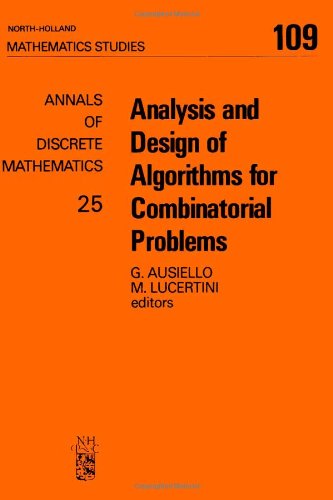 NORTH-HOLLAND
MATHEMATICS STUDIES
109
ANNALS
OF
DISCRETE
MATHEMATICS
25
Analysis and
Design of
Algorithms for
Combinatorial
Problems
G. AUSIELLO
M. LUCERTINI
editors